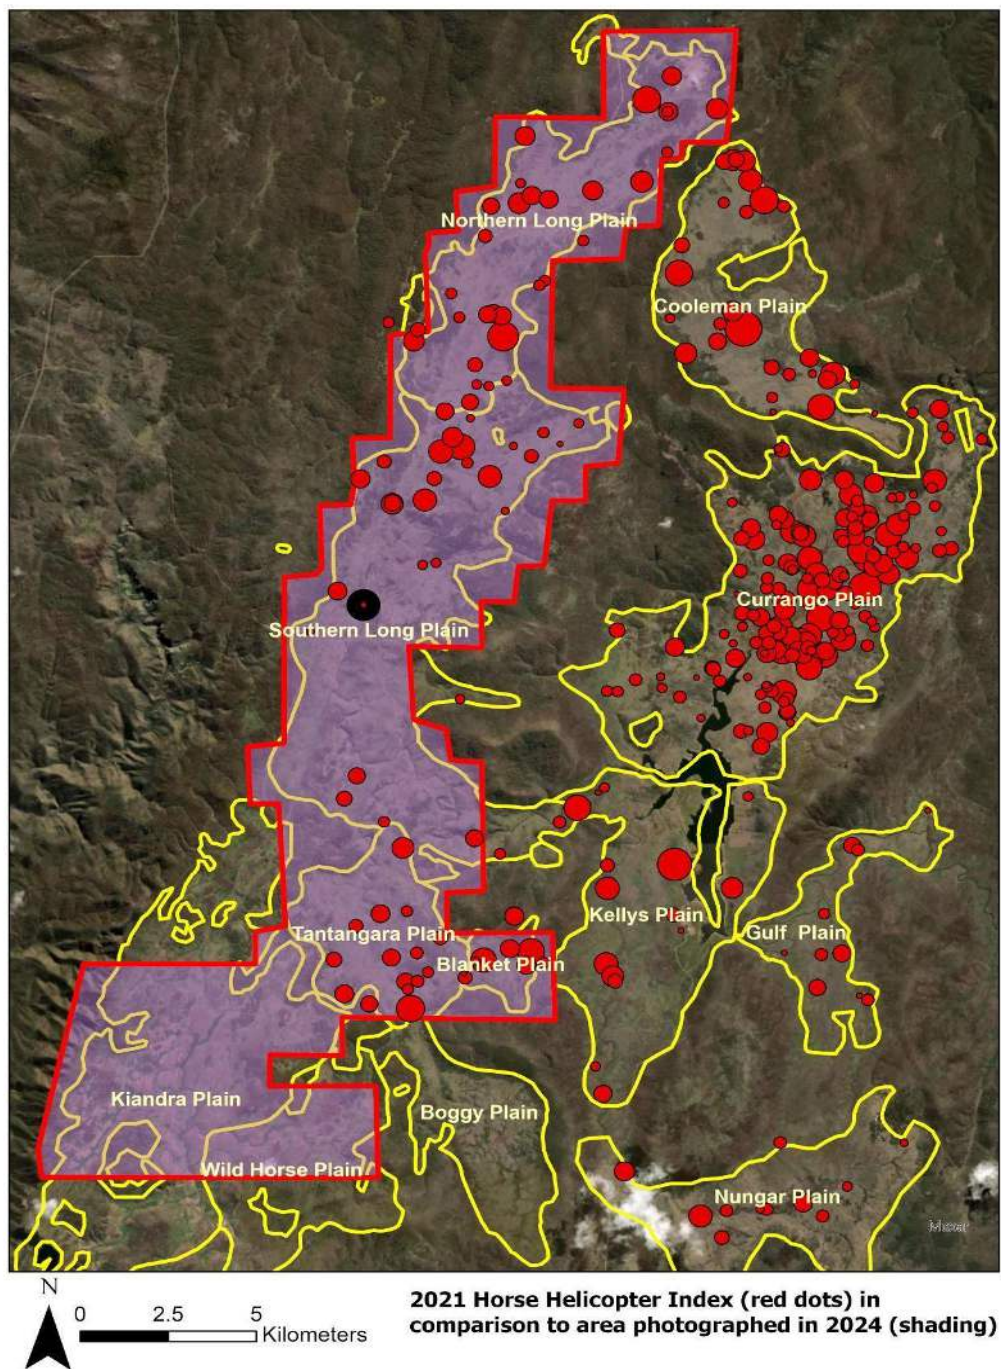 Northern Long Plain
Cooleman Plain
Currango Plain
Southern Long Plain
Kellys Plain
Gulf Plain
Tantangara Plain
Blanket Plain
Kiandra Plain
Boggy Plain
Wild Horse Plain
Nungar Plain
N
0 2.5 5
Kilometers
2021 Horse Helicopter Index (red dots) in
comparison to area photographed in 2024 (shading)